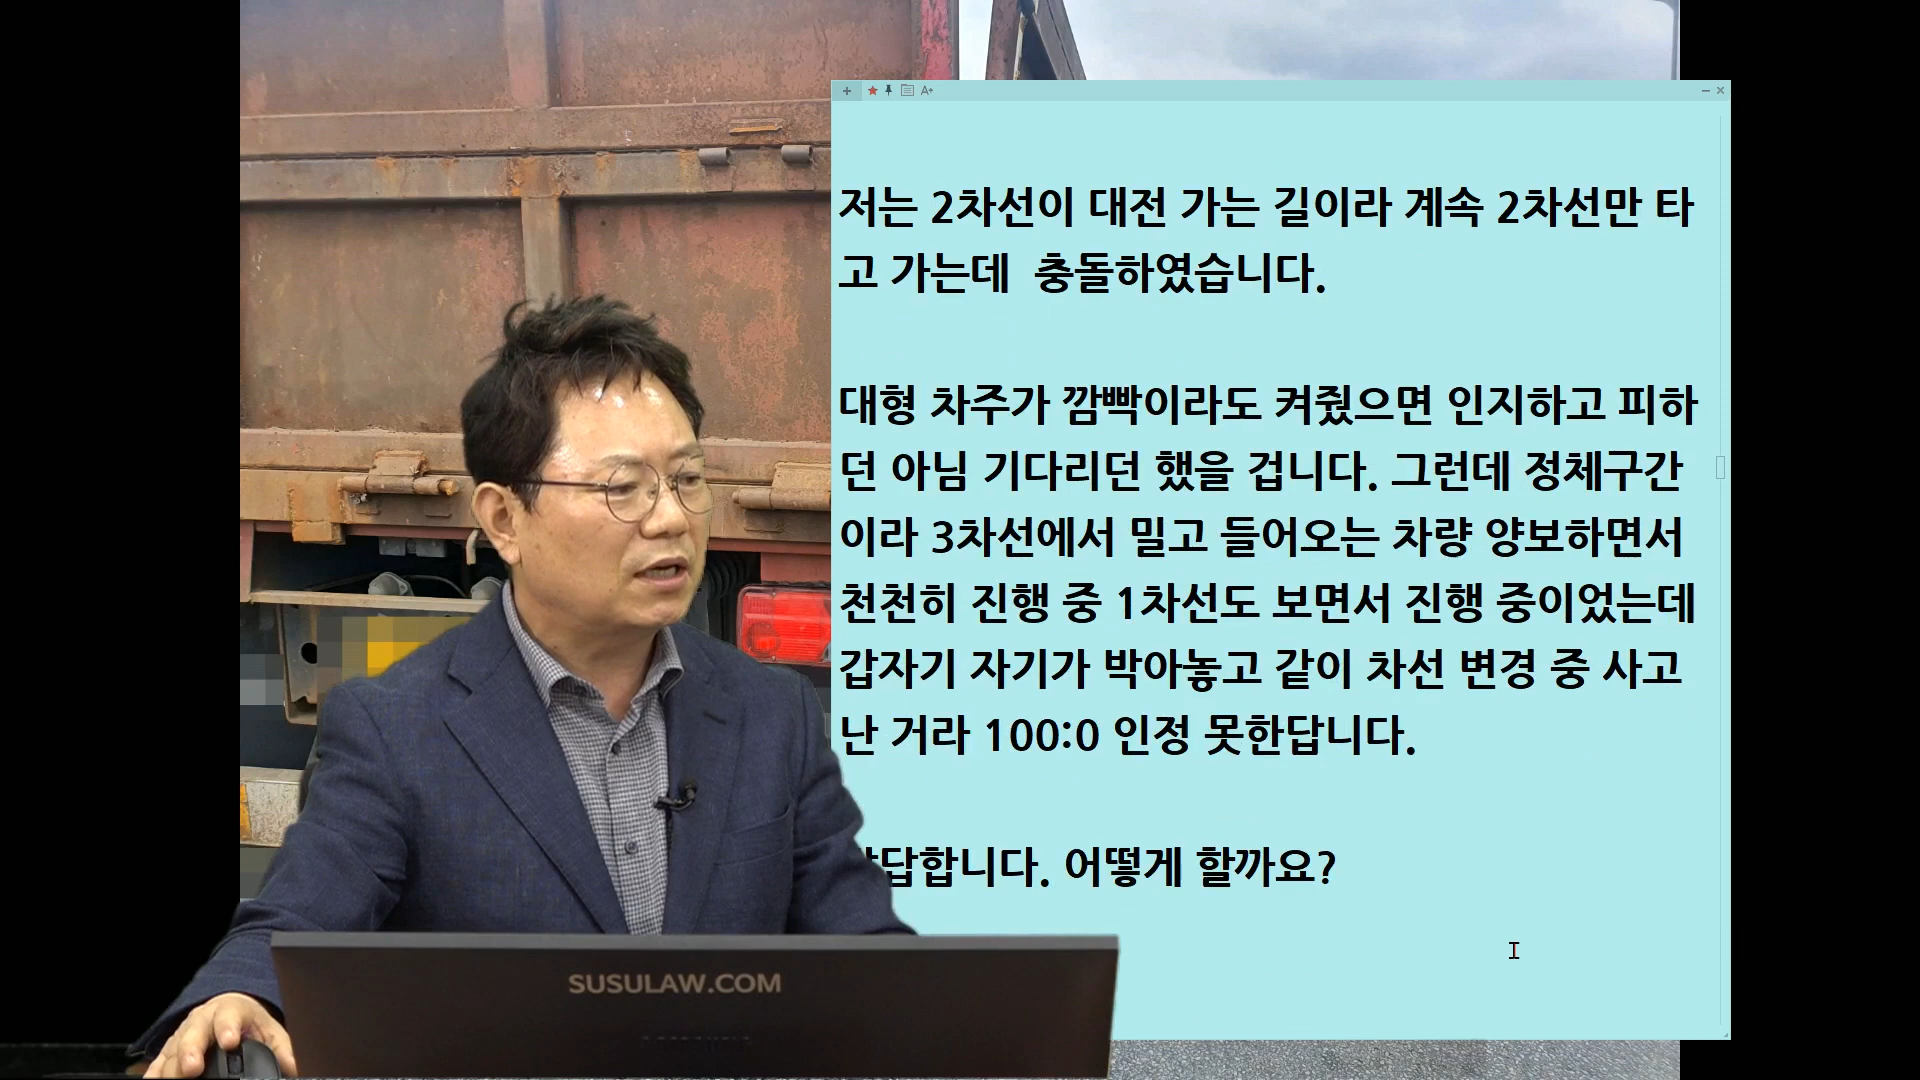 저는 2차선이 대전 가는 길이라 계속 2차선만 타
고 가는데  충돌하였습니다.
대형 차주가 깜빡이라도 켜줬으면 인지하고 피하
던 아님 기다리던 했을 겁니다. 그런데 정체구간
이라 3차선에서 밀고 들어오는 차량 양보하면서
천천히 진행 중 1차선도 보면서 진행 중이었는데
갑자기 자기가 박아놓고 같이 차선 변경 중 사고
난 거라 100:0 인정 못한답니다.
어떻게 할까요?
SUSULAW.COM